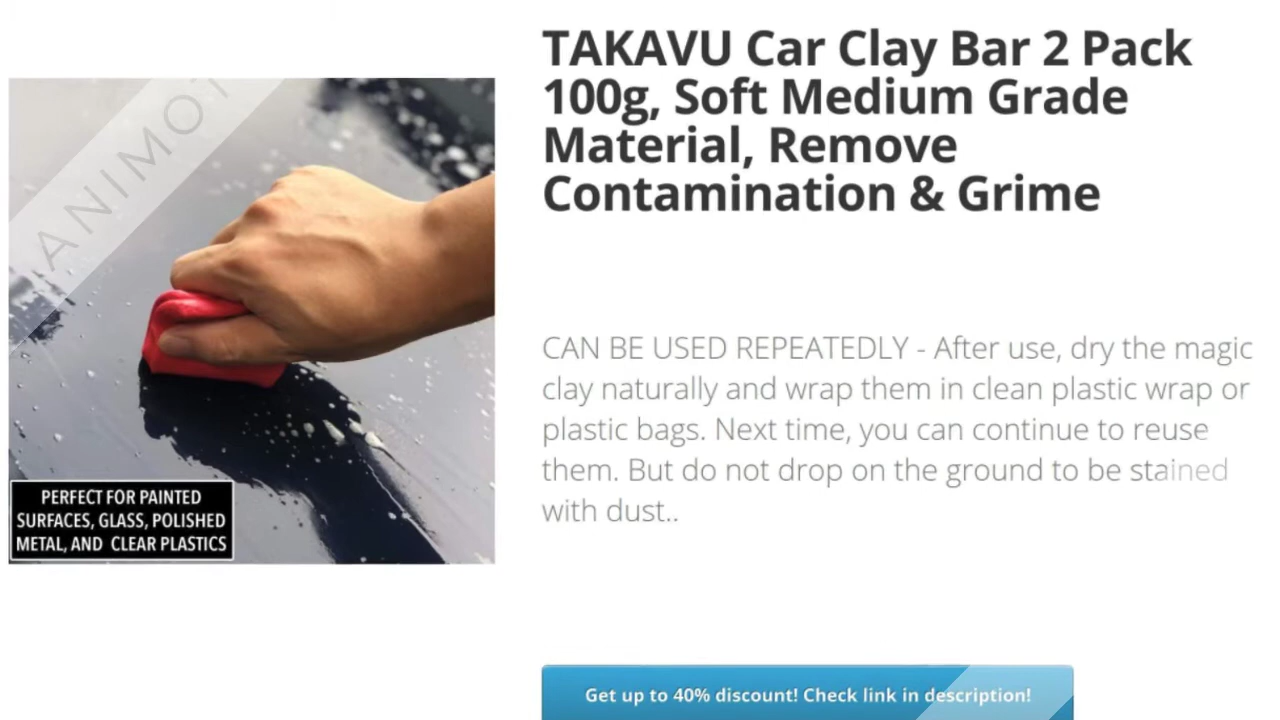 TAKAVU Car Clay Bar 2 Pack
100g, Soft Medium Grade
Material, Remove
Contamination & Grime
ANIMOT
PERFECT FOR PAINTED
SURFACES, GLASS, POLISHED
METAL, AND CLEAR PLASTICS
CAN BE USED REPEATEDLY - After use, dry the magic
clay naturally and wrap them in clean plastic wrap or
plastic bags. Next time, you can continue to reuse
them. But do not drop on the ground to be stained
with dust..
Get up to 40% discount! Check link in description!